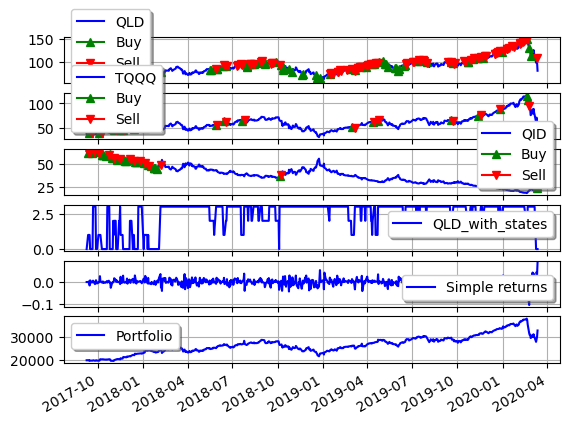 QLD
Buy
Sell
150
100
TQQQ
Buy
Sell
100
50
QID
Buy
Sell
50
25
QLD_with_states
2.5
0.0
Simple returns
0.0
−0.1
Portfolio
30000
20000
2017-10
2018-01
2018-04
2018-07
2018-10
2019-01
2019-04
2019-07
2019-10
2020-01
2020-04